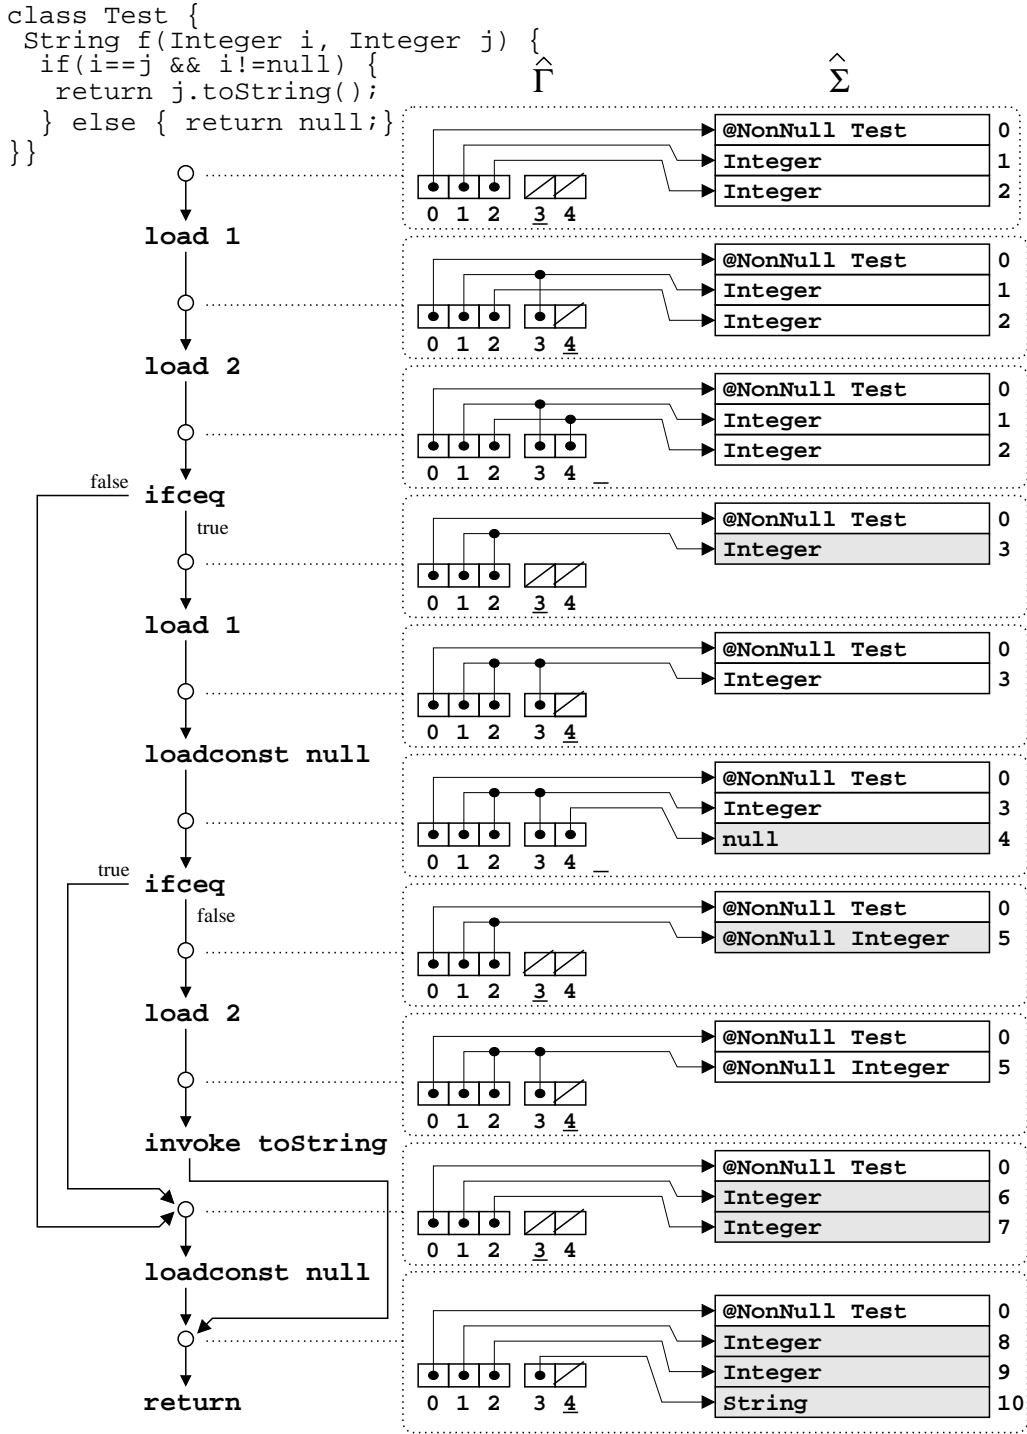 class Test {
String f(Integer i, Integer j) {
if(i==j && i!=null) {
return j.toString();
} else { return null;}
}}
Γ̂ Σ̂
@NonNull Test 0
Integer 1
Integer 2
0 1 2 3 4
load 1
@NonNull Test 0
Integer 1
Integer 2
0 1 2 3 4
load 2
@NonNull Test 0
Integer 1
Integer 2
0 1 2 3 4 _
false ifceq
true
@NonNull Test 0
Integer 3
0 1 2 3 4
load 1
@NonNull Test 0
Integer 3
0 1 2 3 4
loadconst null
@NonNull Test 0
Integer 3
null 4
0 1 2 3 4 _
true ifceq
false
@NonNull Test 0
@NonNull Integer 5
0 1 2 3 4
load 2
@NonNull Test 0
@NonNull Integer 5
0 1 2 3 4
invoke toString
@NonNull Test 0
Integer 6
Integer 7
0 1 2 3 4
loadconst null
@NonNull Test 0
Integer 8
Integer 9
String 10
0 1 2 3 4
return